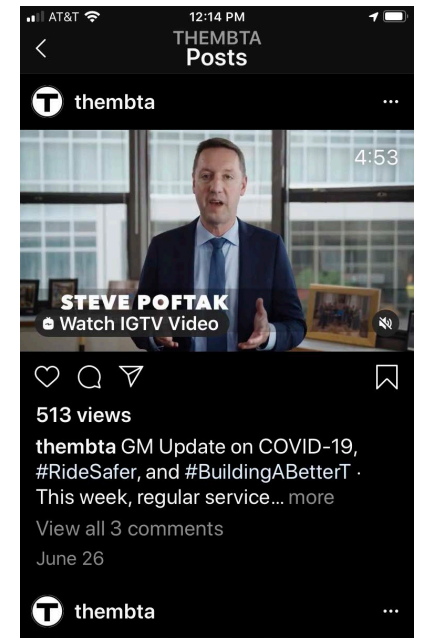 AT&T 12:14 PM
THEMBTA
Posts
T thembta
4:53
STEVE POFTAK
Watch IGTV Video
513 views
thembta GM Update on COVID-19,
#RideSafer, and #BuildingABetterT ·
This week, regular service... more
View all 3 comments
June 26
T thembta